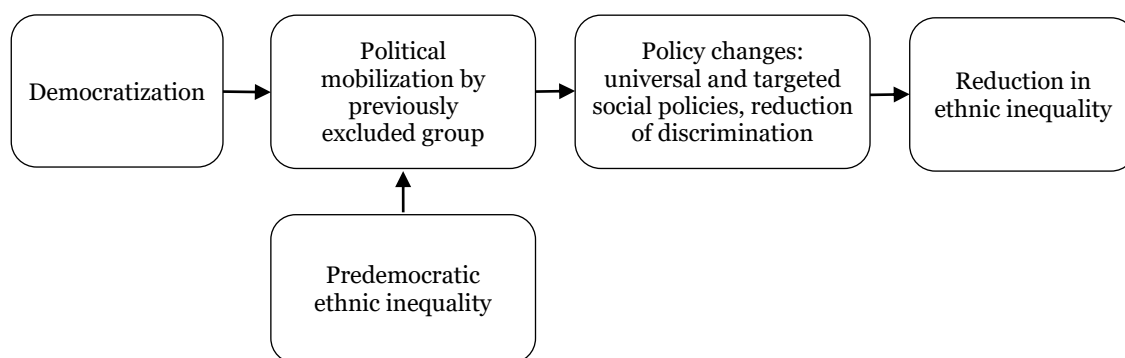 Democratization
Political
mobilization by
previously
excluded group
Policy changes:
universal and targeted
social policies, reduction
of discrimination
Reduction in
ethnic inequality
Predemocratic
ethnic inequality